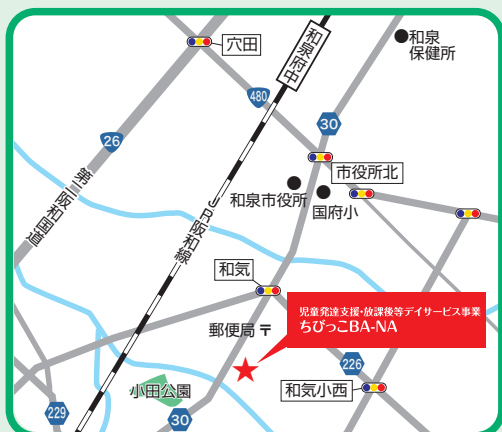 穴田
和泉府中
和泉
保健所
480
30
26
第二阪和国道
市役所北
和泉市役所
国府小
JR阪和線
和気
児童発達支援・放課後等デイサービス事業
ちびっこBA-NA
郵便局 〒
226
小田公園
和気小西
229
30